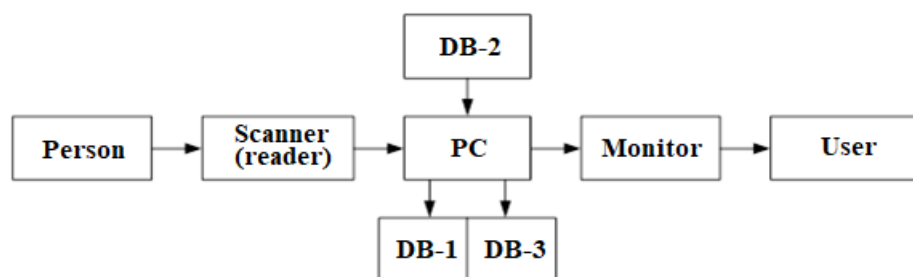 DB-2
Person
Scanner
(reader)
PC
Monitor
User
DB-1
DB-3